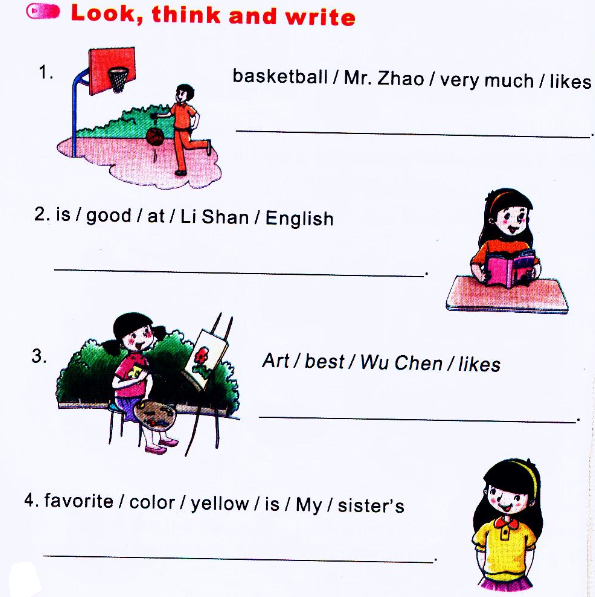 Look, think and write
1. basketball / Mr. Zhao / very much / likes
.
2. is / good / at / Li Shan / English
.
3. Art / best / Wu Chen / likes
.
4. favorite / color / yellow / is / My / sister's
.